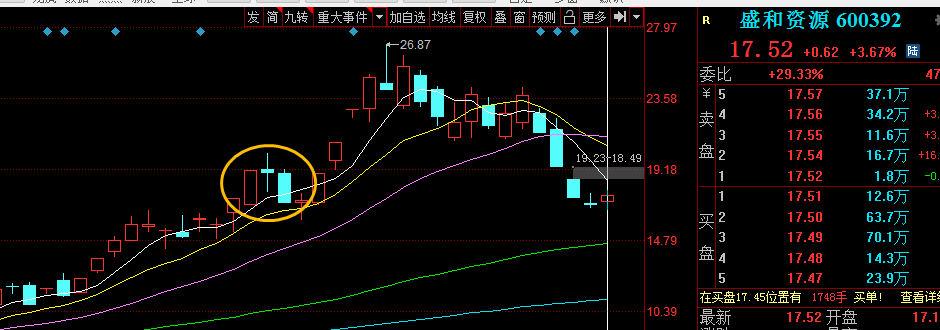 发 简 九转 重大事件 加自选 均线 复权 叠 窗 预测 更多
27.97
26.87
23.58
19.23-18.49
19.18
14.79
10.39
R 盛和资源 600392
17.52 +0.62 +3.67% 陆
委比 +29.33% 47
￥ 5 17.57 37.1万
卖 4 17.56 34.2万 +3.
3 17.55 11.6万 +3.
盘 2 17.54 16.7万 +16.
1 17.52 1.8万 -0.
1 17.51 12.6万
买 2 17.50 63.7万
3 17.49 70.1万
盘 4 17.48 14.3万
5 17.47 23.9万
在买盘17.45位置有 1748手 买单! 查看详细
最新 17.52 开盘 17.1